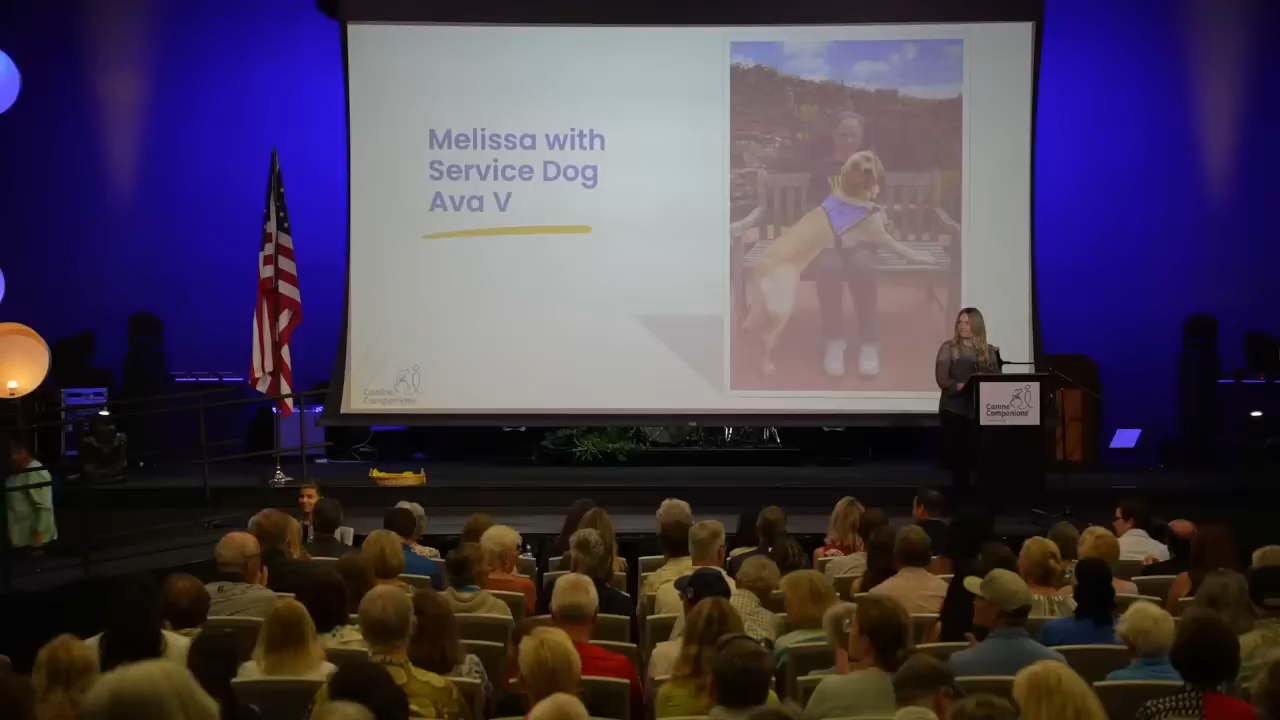 Melissa with
Service Dog
Ava V
Canine
Companions
Canine
Companions